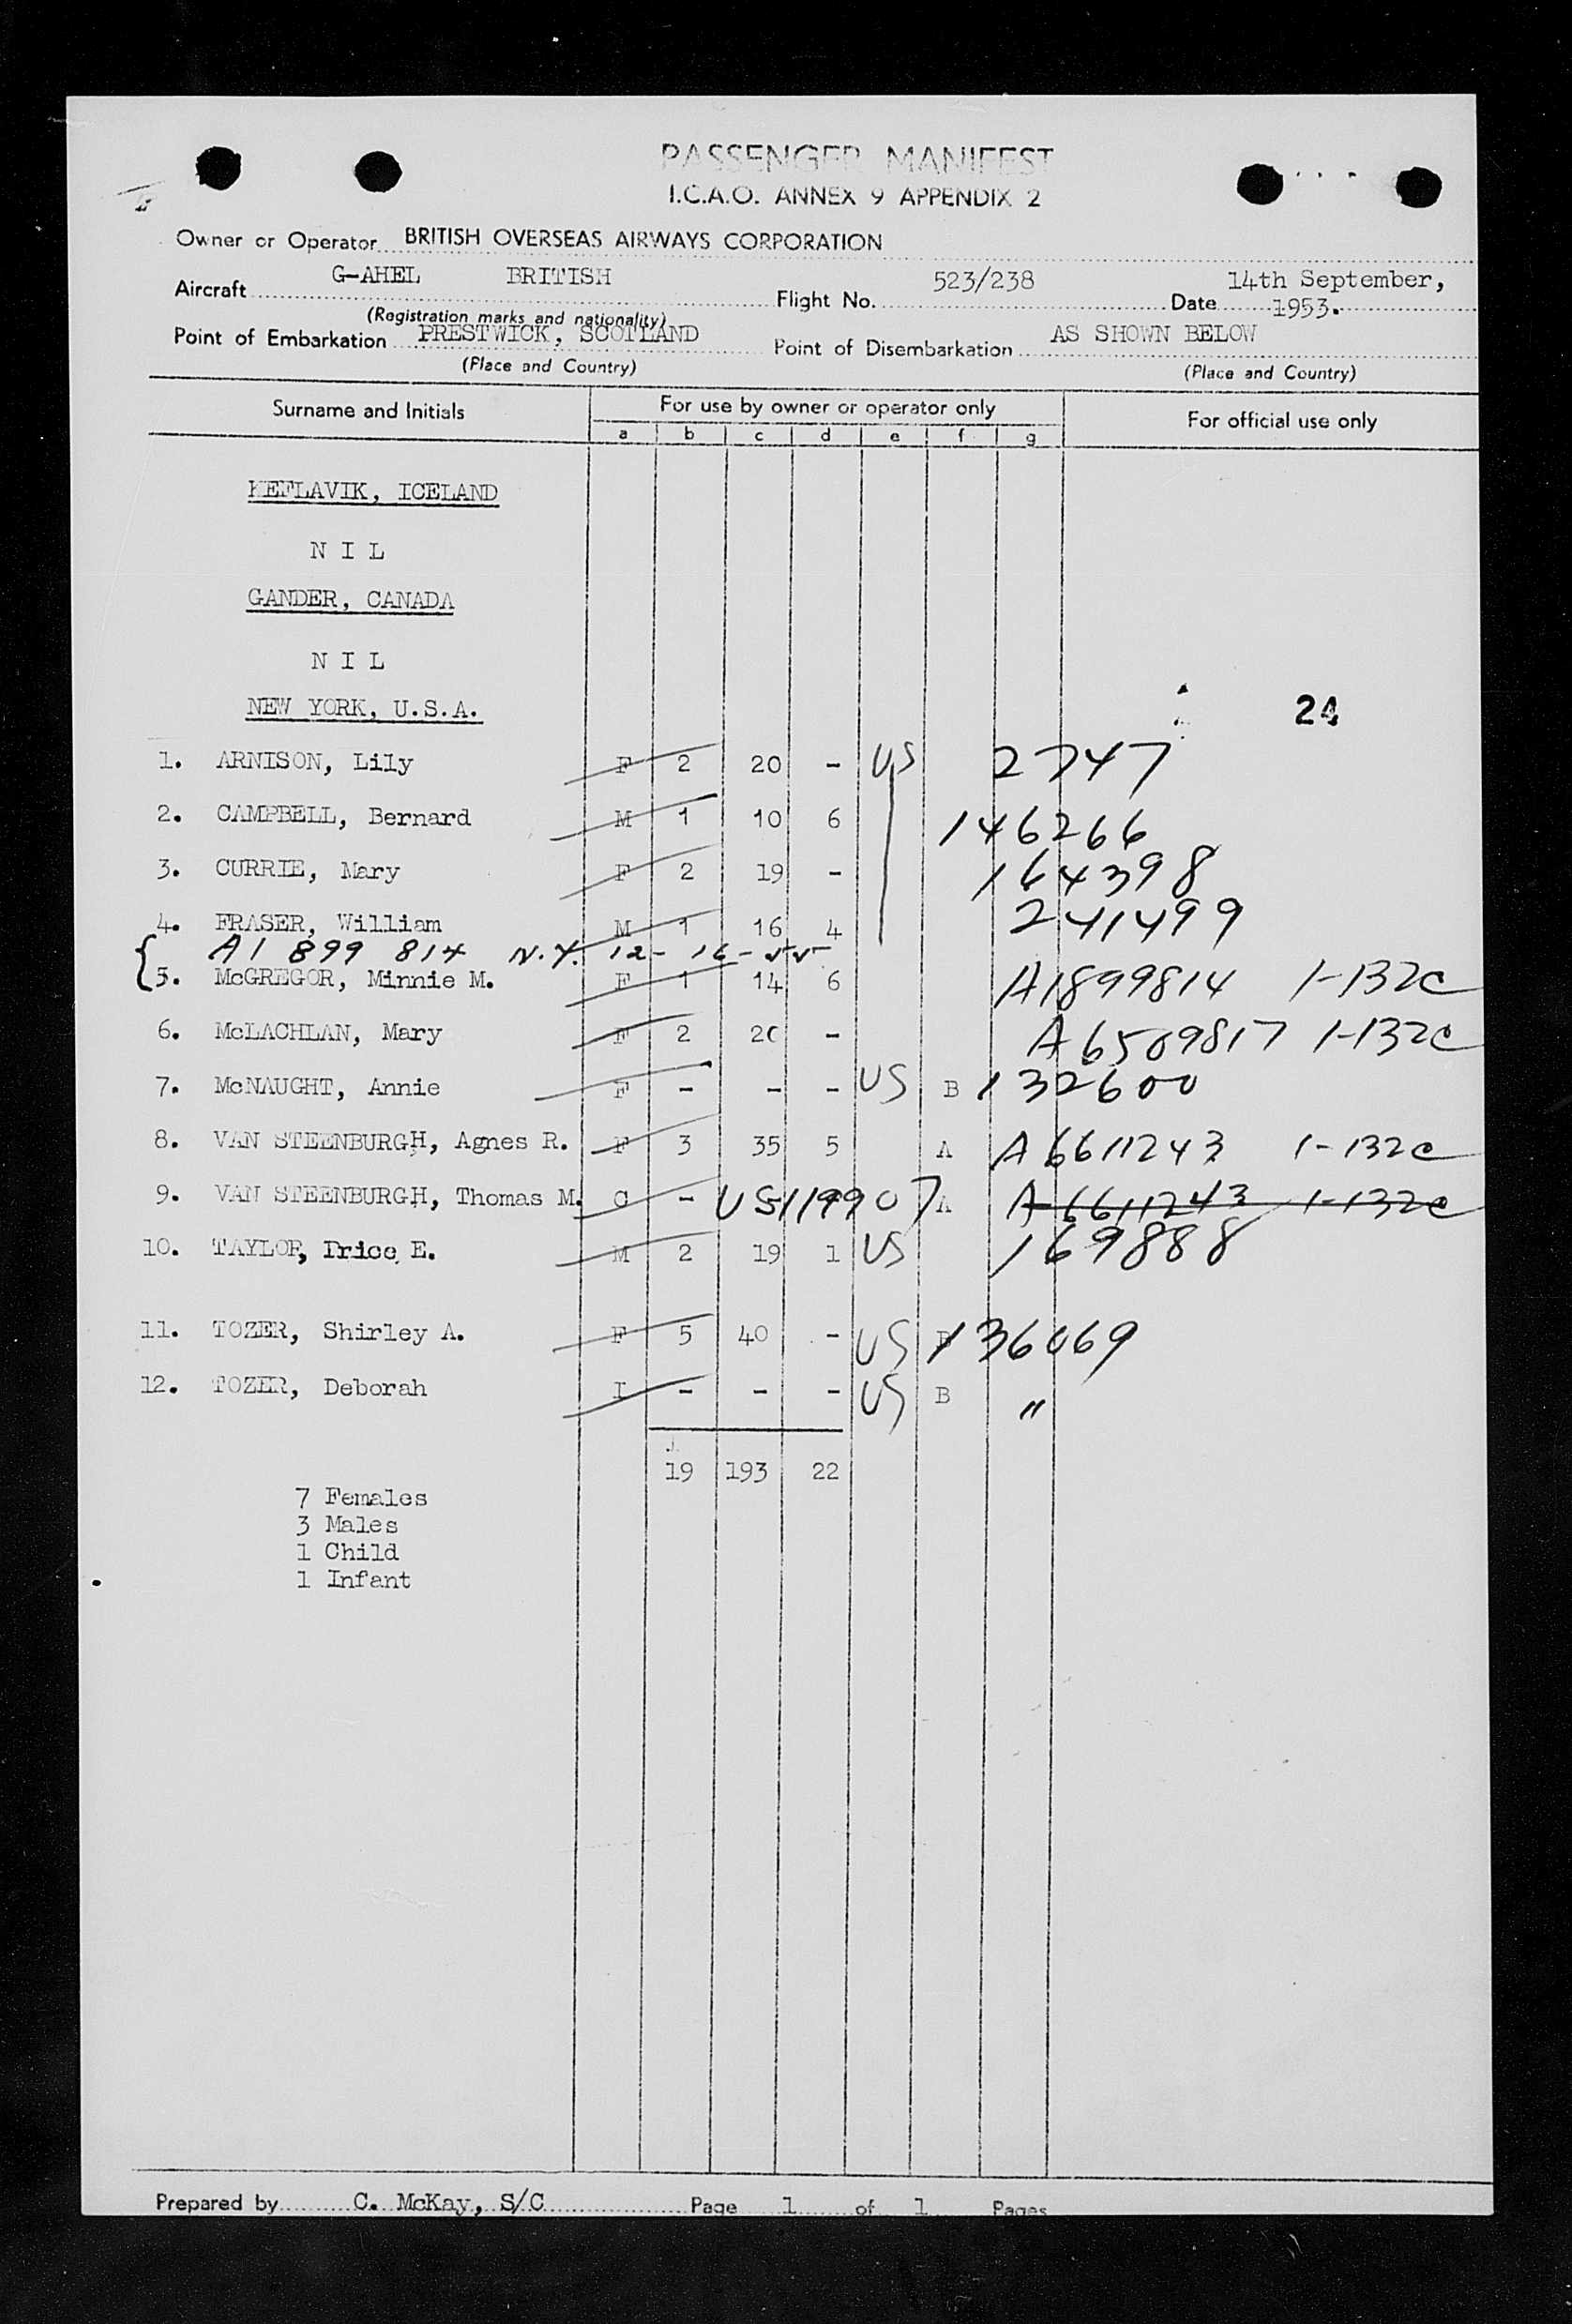 PASSENGER MANIFEST
I.C.A.O. ANNEX 9 APPENDIX 2
Owner or Operator BRITISH OVERSEAS AIRWAYS CORPORATION
Aircraft G-AHEL BRITISH Flight No. 523/238 Date 14th September, 1953.
(Registration marks and nationality)
Point of Embarkation PRESTWICK, SCOTLAND Point of Disembarkation AS SHOWN BELOW
(Place and Country) (Place and Country)
Surname and Initials For use by owner or operator only For official use only
a b c d e f g
KEFLAVIK, ICELAND
N I L
GANDER, CANADA
N I L
NEW YORK, U.S.A. 24
1. ARNISON, Lily F 2 20 - US 2747
2. CAMPBELL, Bernard M 1 10 6 146266
3. CURRIE, Mary F 2 19 - 164398
4. FRASER, William M 1 16 4 241499
A1 899 814 N.Y. 12-16-55
5. McGREGOR, Minnie M. F 1 14 6 A1899814 1-132c
6. McLACHLAN, Mary F 2 20 - A6509817 1-132c
7. McNAUGHT, Annie F - - - US B 132600
8. VAN STEENBURGH, Agnes R. F 3 35 5 A A6611243 1-132c
9. VAN STEENBURGH, Thomas M. C - US119907 A A6611243 1-132c
10. TAYLOR, E. M 2 19 1 US 169888
11. TOZER, Shirley A. F 5 40 - US B 136069
12. TOZER, Deborah I - - - US B "
19 193 22
7 Females
3 Males
1 Child
1 Infant
Prepared by C. McKay, S/C Page 1 of 1 Pages